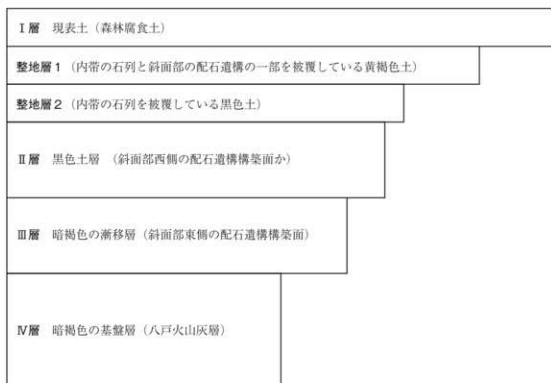 Ⅰ層　現表土（森林腐食土）
整地層１（内帯の石列と斜面部の配石遺構の一部を被覆している黄褐色土）
整地層２（内帯の石列を被覆している黒色土）
Ⅱ層　黒色土層　（斜面部西側の配石遺構構築面か）
Ⅲ層　暗褐色の漸移層（斜面部東側の配石遺構構築面）
Ⅳ層　暗褐色の基盤層（八戸火山灰層）